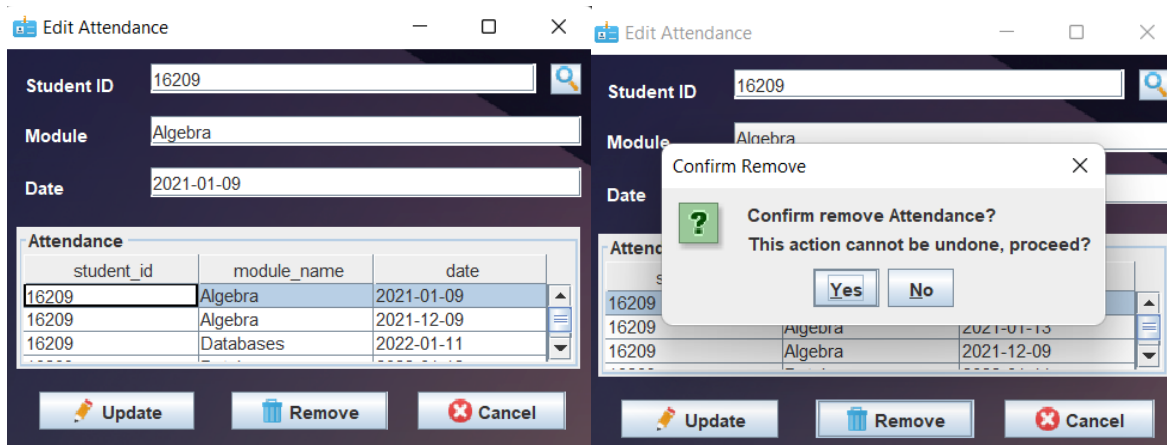 Edit Attendance
Student ID 16209
Module Algebra
Date 2021-01-09
Attendance
student_id module_name date
16209 Algebra 2021-01-09
16209 Algebra 2021-12-09
16209 Databases 2022-01-11
Update Remove Cancel
Edit Attendance
Student ID 16209
Module Algebra
Date
Confirm Remove
Confirm remove Attendance?
This action cannot be undone, proceed?
Yes No
Attend
s
16209
16209 Algebra 2021-01-13
16209 Algebra 2021-12-09
Update Remove Cancel